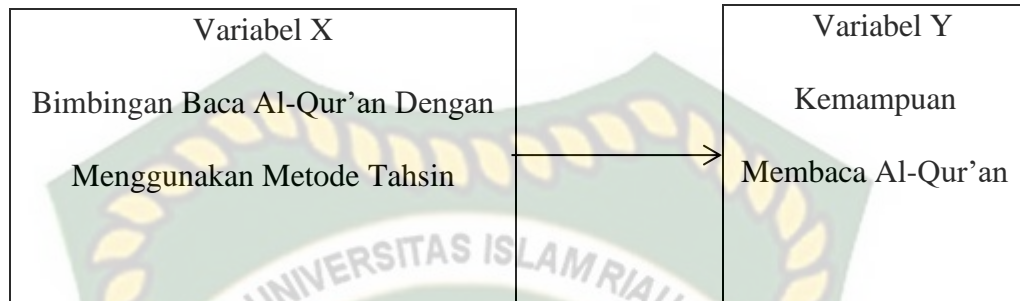 Variabel X
Bimbingan Baca Al-Qur’an Dengan
Menggunakan Metode Tahsin
Variabel Y
Kemampuan
Membaca Al-Qur’an
UNIVERSITAS ISLAM RIAU